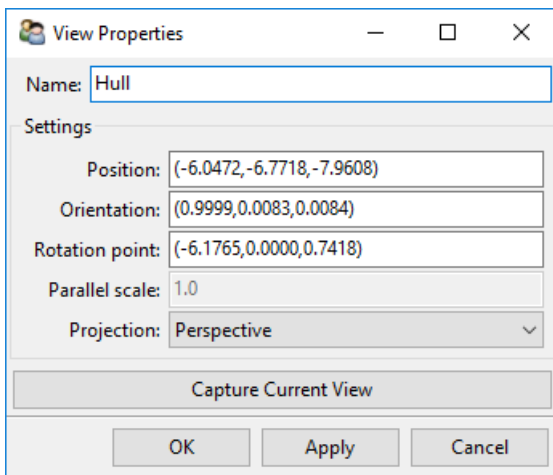 View Properties
Name: Hull
Settings
Position: (-6.0472,-6.7718,-7.9608)
Orientation: (0.9999,0.0083,0.0084)
Rotation point: (-6.1765,0.0000,0.7418)
Parallel scale: 1.0
Projection: Perspective
Capture Current View
OK Apply Cancel